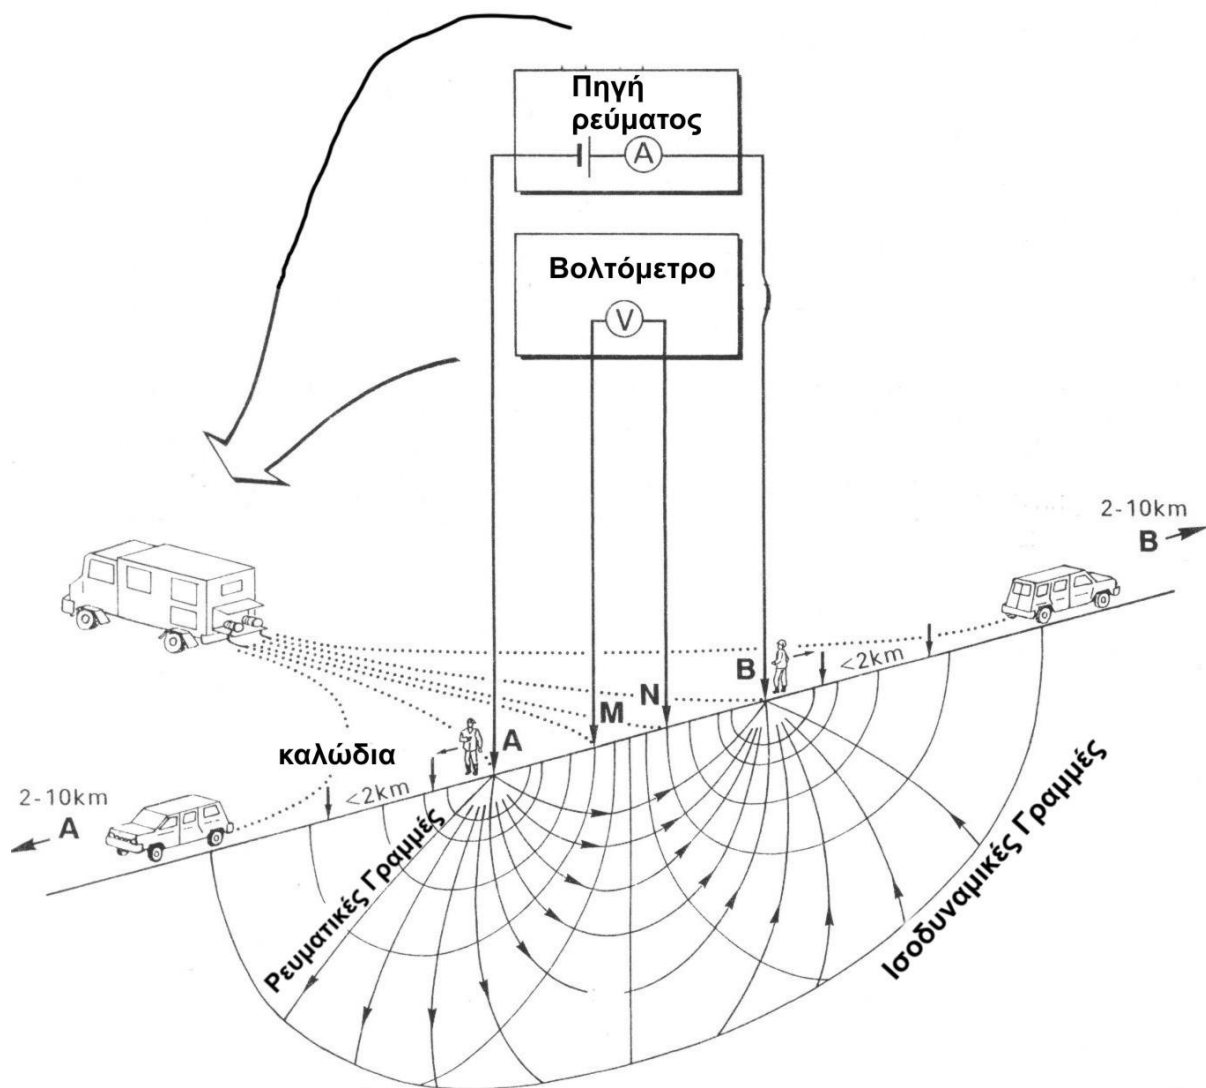 Πηγή
ρεύματος
A
Βολτόμετρο
V
2-10km
B
B
<2km
N
M
A
καλώδια
<2km
2-10km
A
Ρευματικές Γραμμές
Ισοδυναμικές Γραμμές